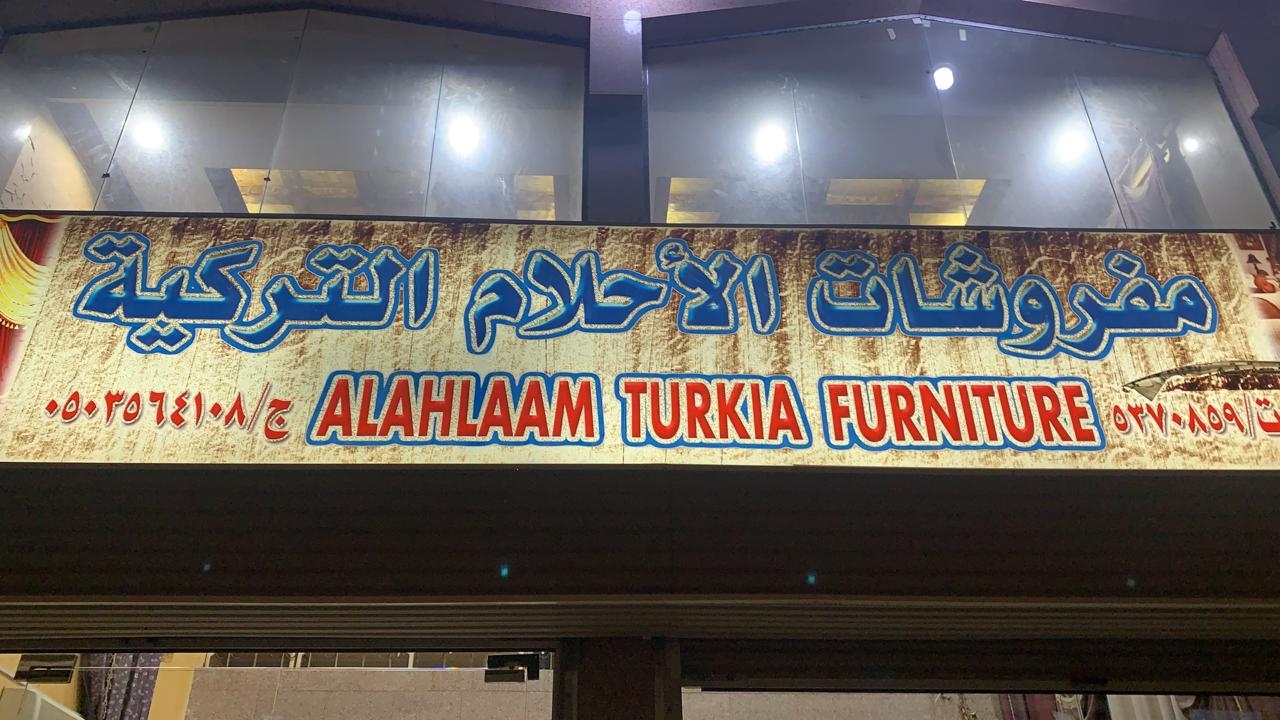 مفروشات الأحلام التركية
ت/٥٣٧٠٨٥٩ ALAHLAAM TURKIA FURNITURE ج/٠٥٠٣٥٦٤١٠٨